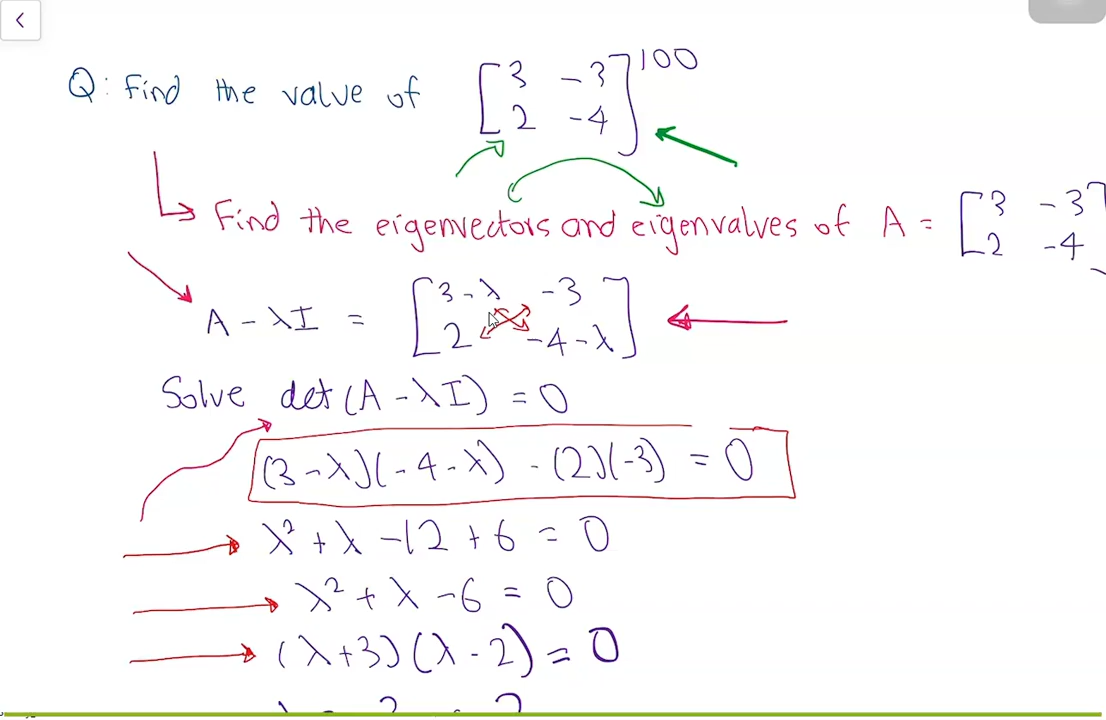 Q: Find the value of [3 -3; 2 -4]^100
Find the eigenvectors and eigenvalves of A = [3 -3; 2 -4]
A - λI = [3-λ -3; 2 -4-λ]
Solve det(A - λI) = 0
(3-λ)(-4-λ) - (2)(-3) = 0
λ² + λ - 12 + 6 = 0
λ² + λ - 6 = 0
(λ+3)(λ-2) = 0